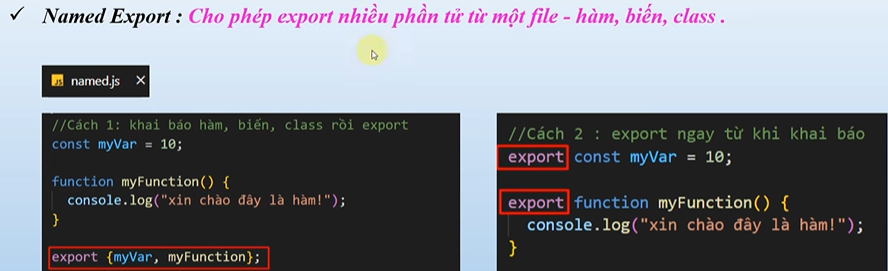 ✓ Named Export : Cho phép export nhiều phần tử từ một file - hàm, biến, class .
JS named.js ×
//Cách 1: khai báo hàm, biến, class rồi export
const myVar = 10;
function myFunction() {
console.log("xin chào đây là hàm!");
}
export {myVar, myFunction};
//Cách 2 : export ngay từ khi khai báo
export const myVar = 10;
export function myFunction() {
console.log("xin chào đây là hàm!");
}